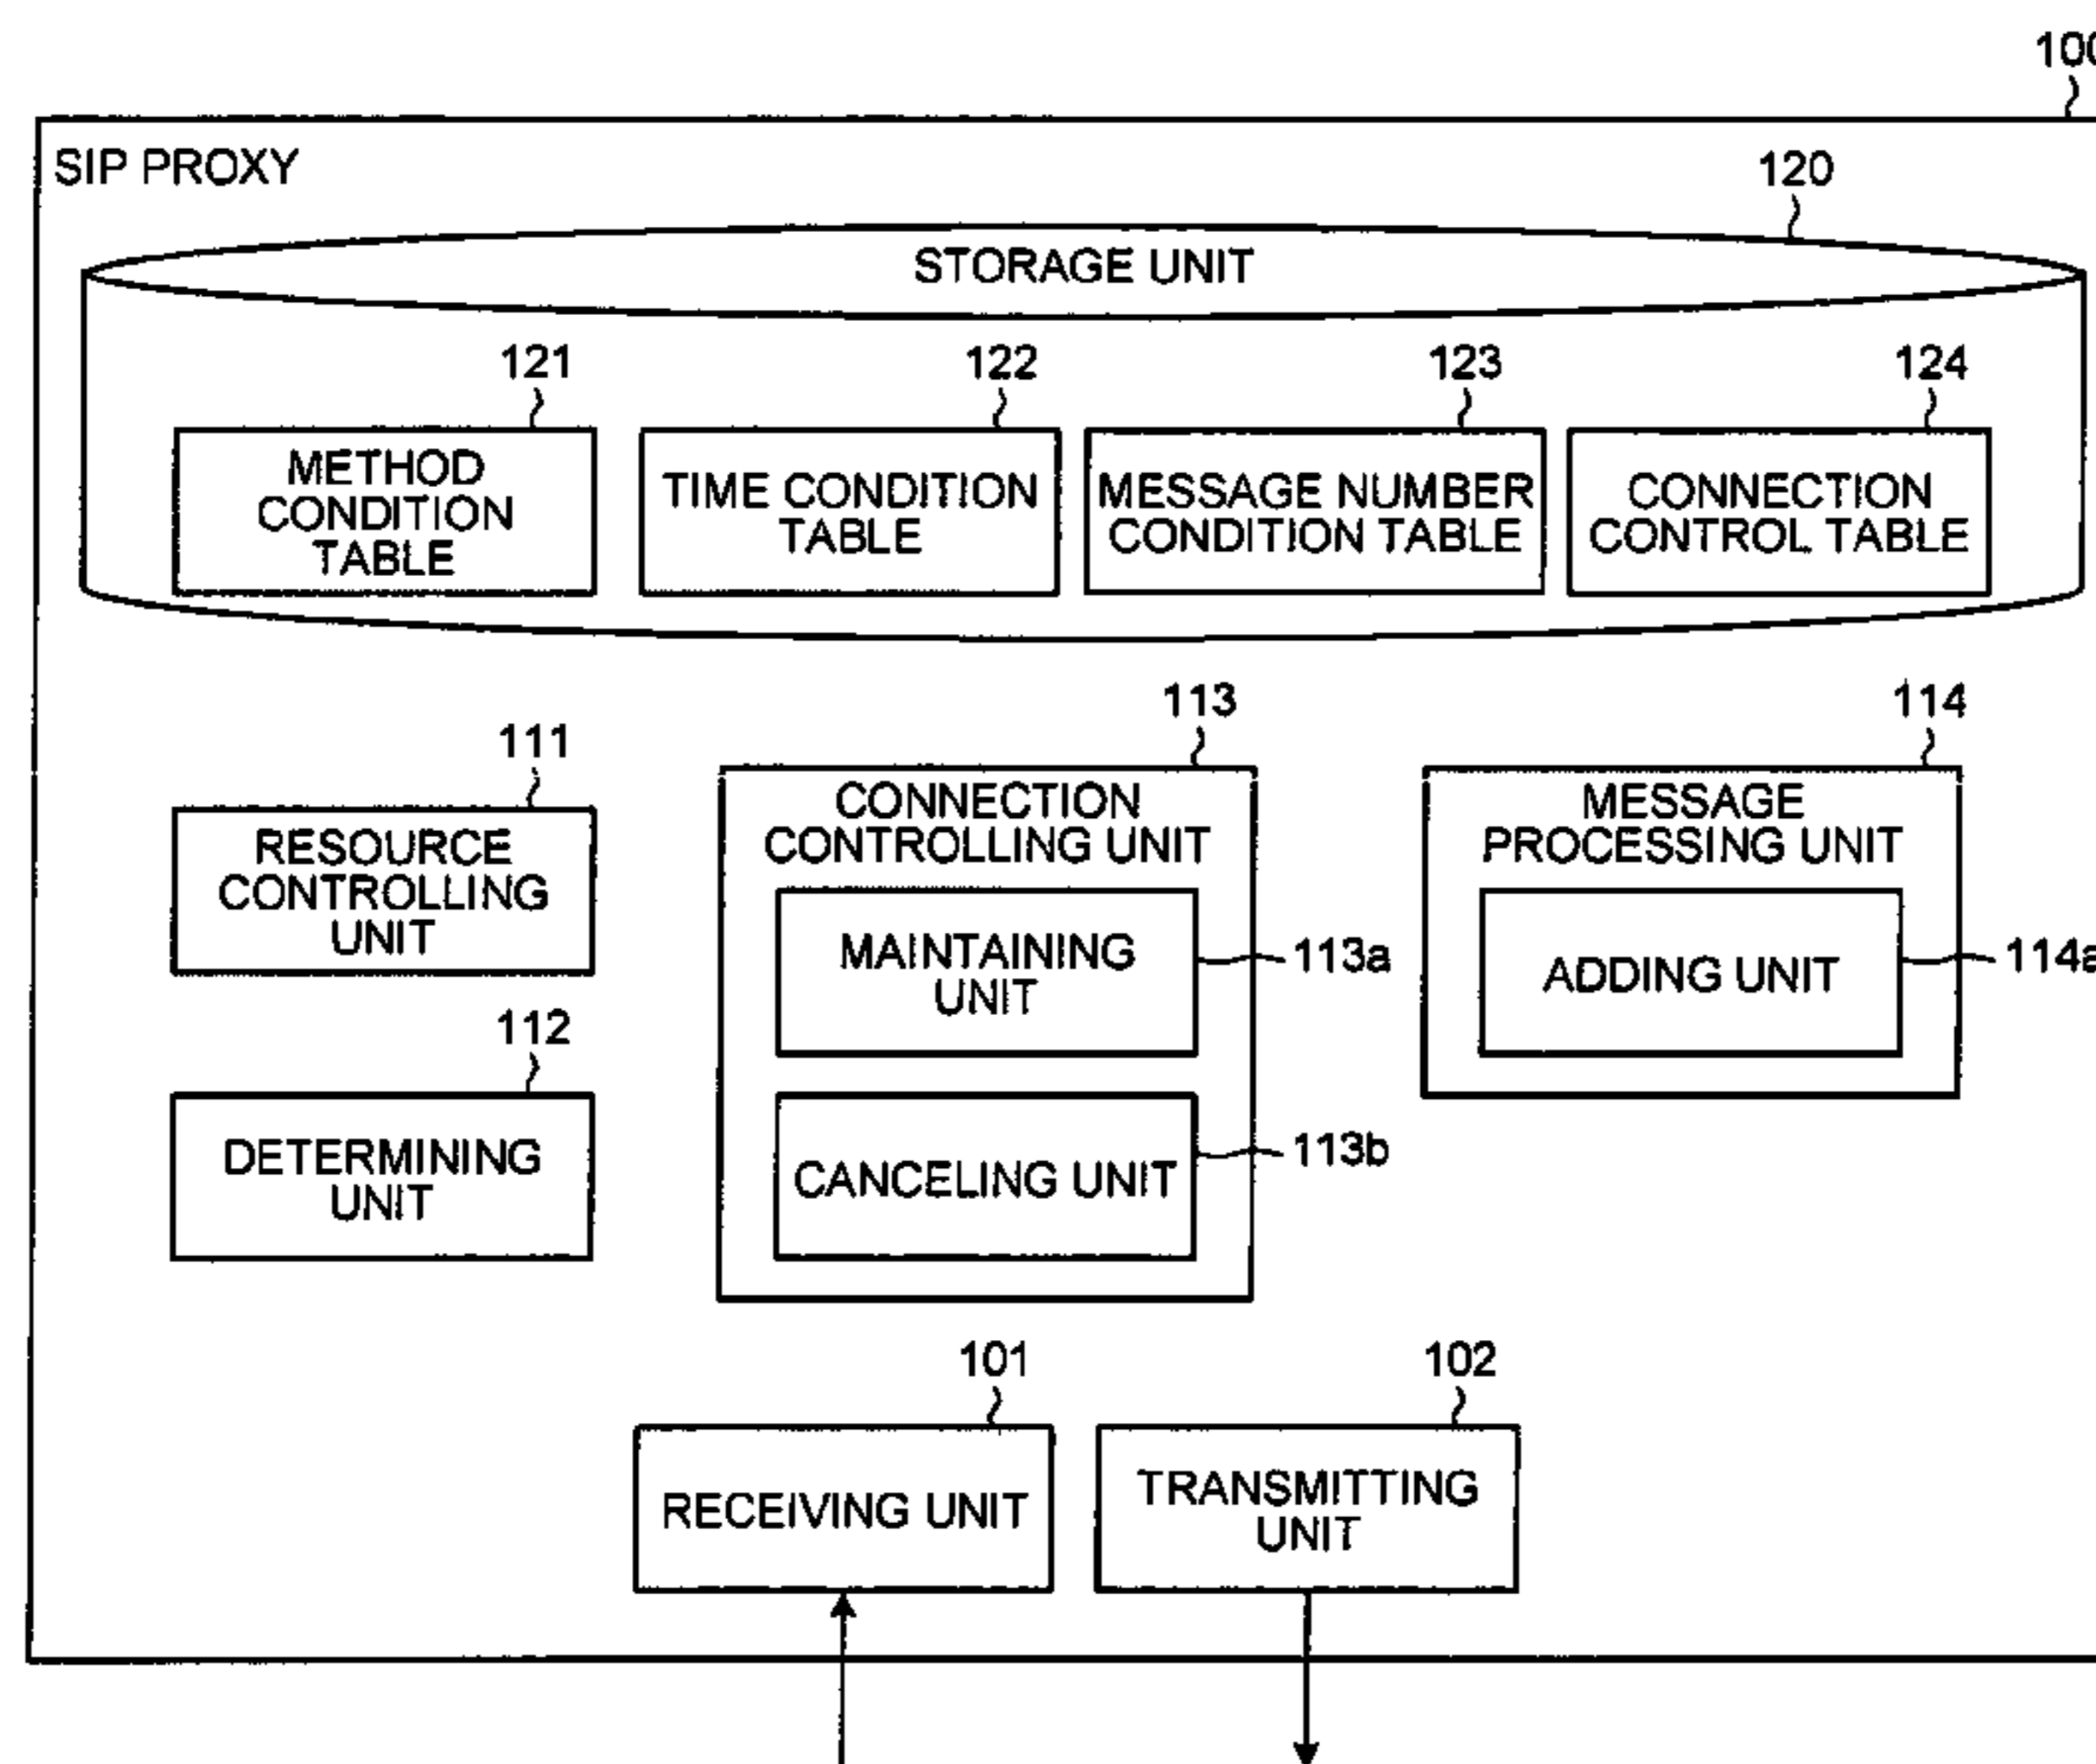 100
SIP PROXY
120
STORAGE UNIT
121
122
123
124
METHOD
CONDITION
TABLE
TIME CONDITION
TABLE
MESSAGE NUMBER
CONDITION TABLE
CONNECTION
CONTROL TABLE
111
RESOURCE
CONTROLLING
UNIT
112
DETERMINING
UNIT
113
CONNECTION
CONTROLLING UNIT
MAINTAINING
UNIT
113a
CANCELING UNIT
113b
114
MESSAGE
PROCESSING UNIT
ADDING UNIT
114a
101
RECEIVING UNIT
102
TRANSMITTING
UNIT